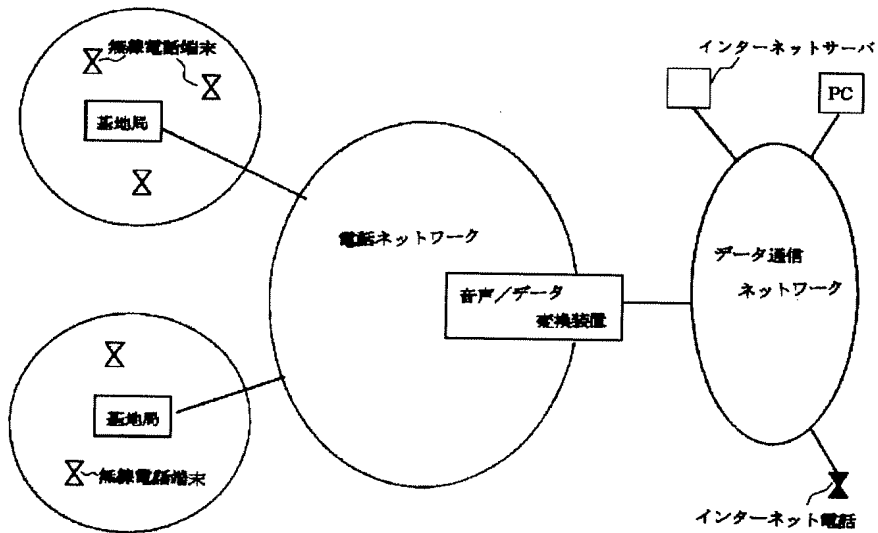 無線電話端末
基地局
電話ネットワーク
音声/データ
変換装置
基地局
無線電話端末
インターネットサーバ
PC
データ通信
ネットワーク
インターネット電話